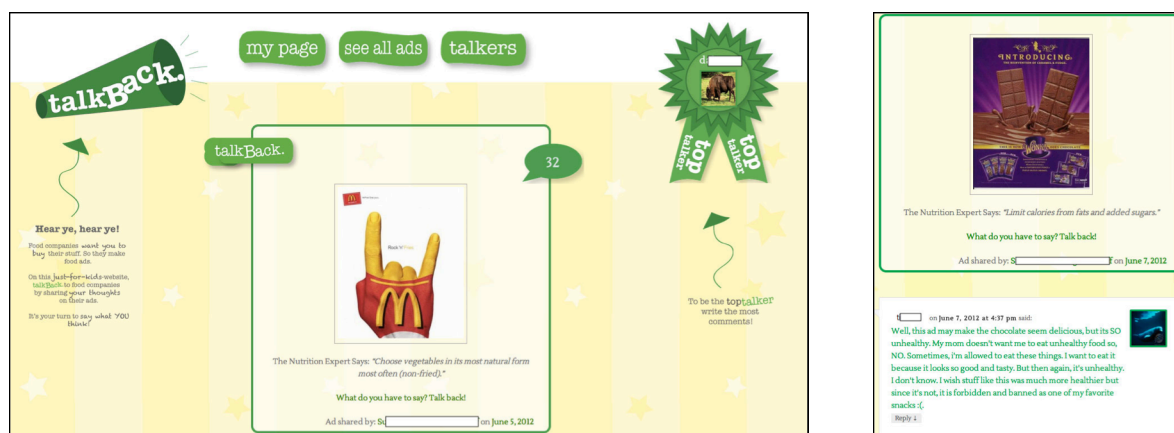 talkBack.
my page
see all ads
talkers
top talker
top talker
talkBack.
32
Rock 'n' Fries
Hear ye, hear ye!
Food companies want you to
buy their stuff. So they make
food ads.
On this just-for-kids-website,
talkBack to food companies
by sharing your thoughts
on their ads.
It's your turn to say what YOU
think!
To be the toptalker
write the most
comments!
The Nutrition Expert Says: "Choose vegetables in its most natural form
most often (non-fried)."
What do you have to say? Talk back!
Ad shared by: Su on June 5, 2012
INTRODUCING
Wonka
The Nutrition Expert Says: "Limit calories from fats and added sugars."
What do you have to say? Talk back!
Ad shared by: S f on June 7, 2012
on June 7, 2012 at 4:37 pm said:
Well, this ad may make the chocolate seem delicious, but its SO
unhealthy. My mom doesn't want me to eat unhealthy food so,
NO. Sometimes, i'm allowed to eat these things. I want to eat it
because it looks so good and tasty. But then again, it's unhealthy.
I don't know. I wish stuff like this was much more healthier but
since it's not, it is forbidden and banned as one of my favorite
snacks :(.
Reply ↓